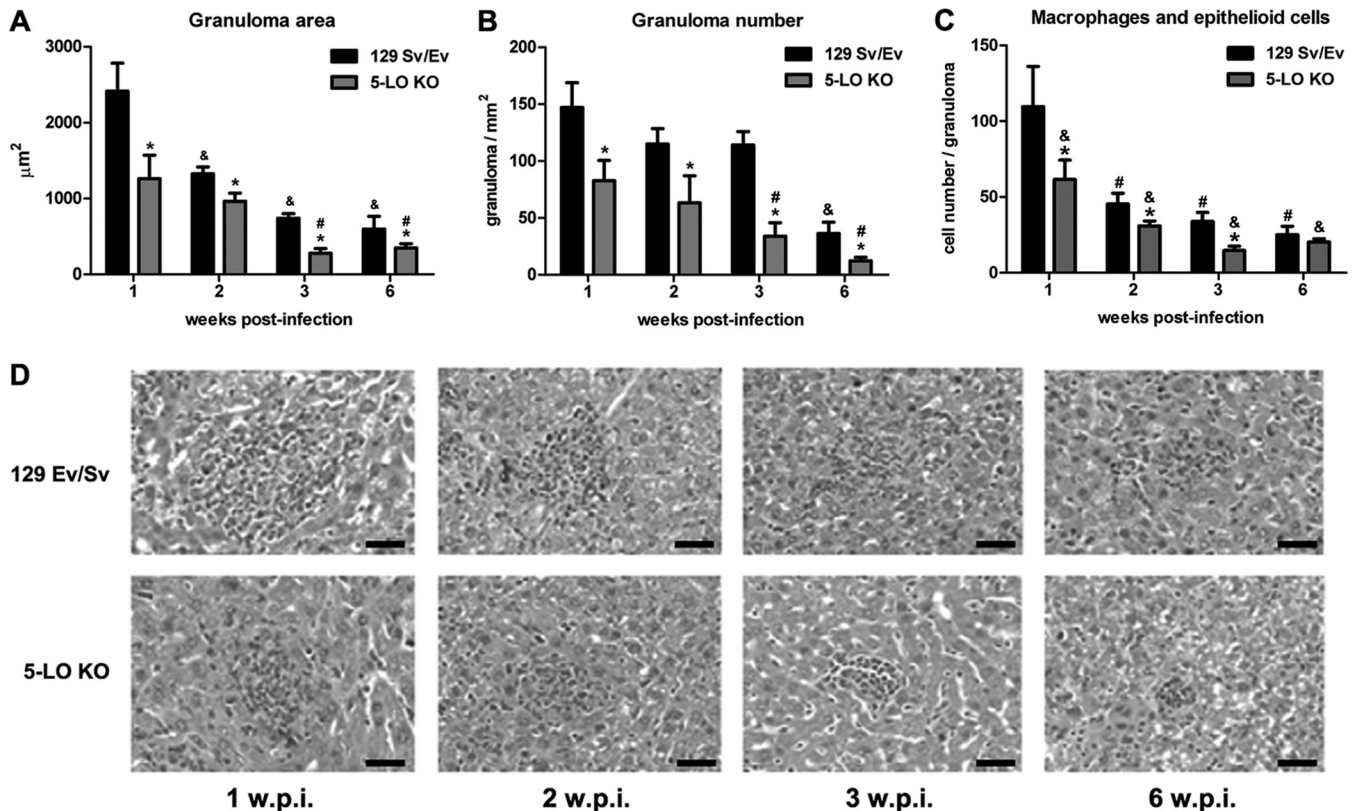 A
Granuloma area
3000
2000
1000
0
μm2
129 Sv/Ev
5-LO KO
*
&
*
&
#
*
&
#
*
1 2 3 6
weeks post-infection
B
Granuloma number
200
150
100
50
0
granuloma / mm2
129 Sv/Ev
5-LO KO
*
*
#
*
&
#
*
1 2 3 6
weeks post-infection
C
Macrophages and epithelioid cells
150
100
50
0
cell number / granuloma
129 Sv/Ev
5-LO KO
&
*
#
&
*
#
&
*
#
&
1 2 3 6
weeks post-infection
D
129 Ev/Sv
5-LO KO
1 w.p.i. 2 w.p.i. 3 w.p.i. 6 w.p.i.